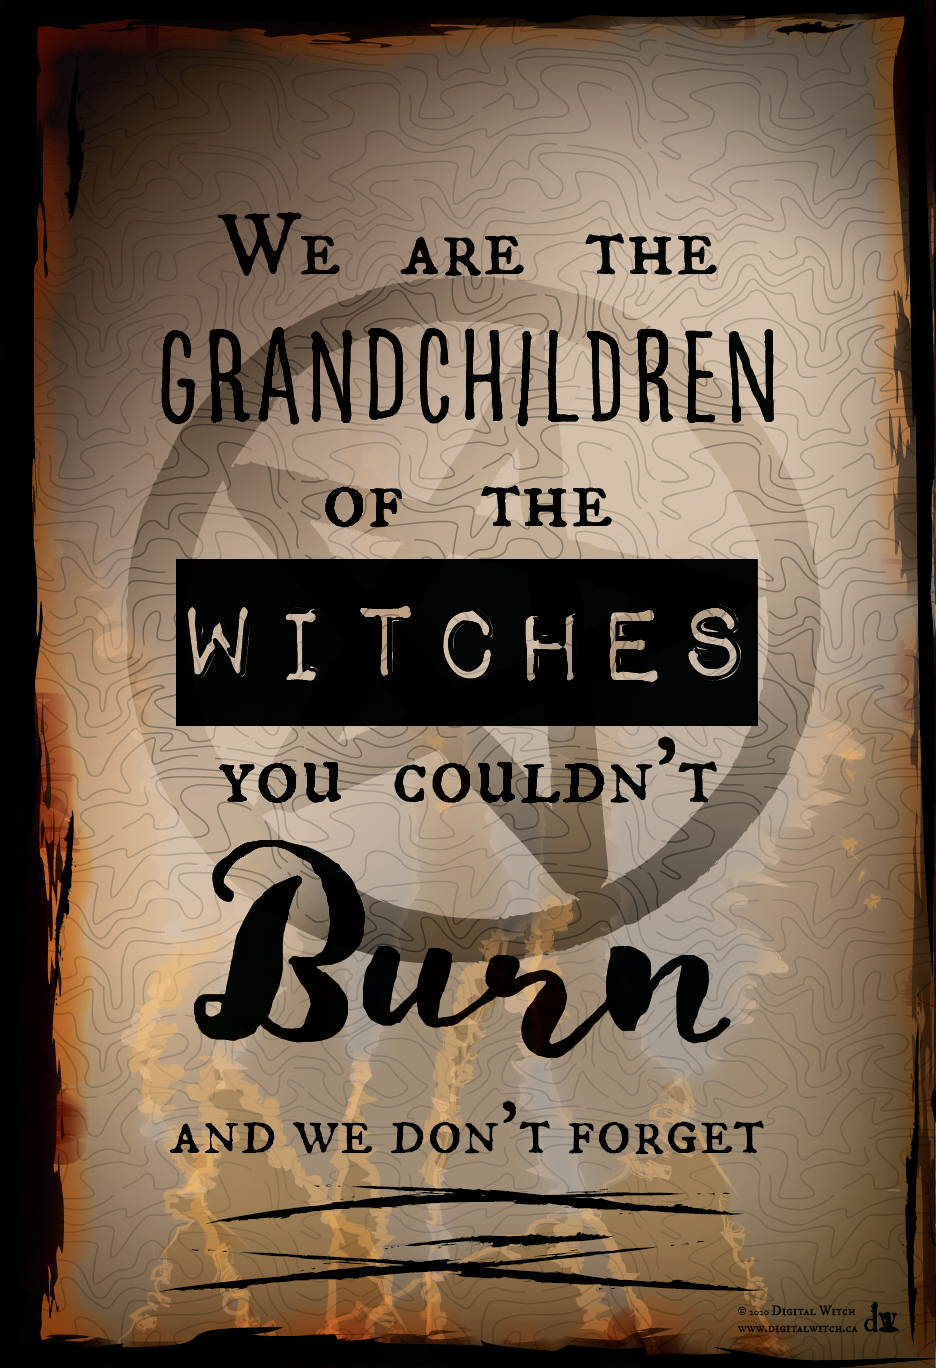 We are the
GRANDCHILDREN
OF THE
WITCHES
YOU COULDN'T
Burn
AND WE DON'T FORGET
© 2020 Digital Witch
www.digitalwitch.ca
dw